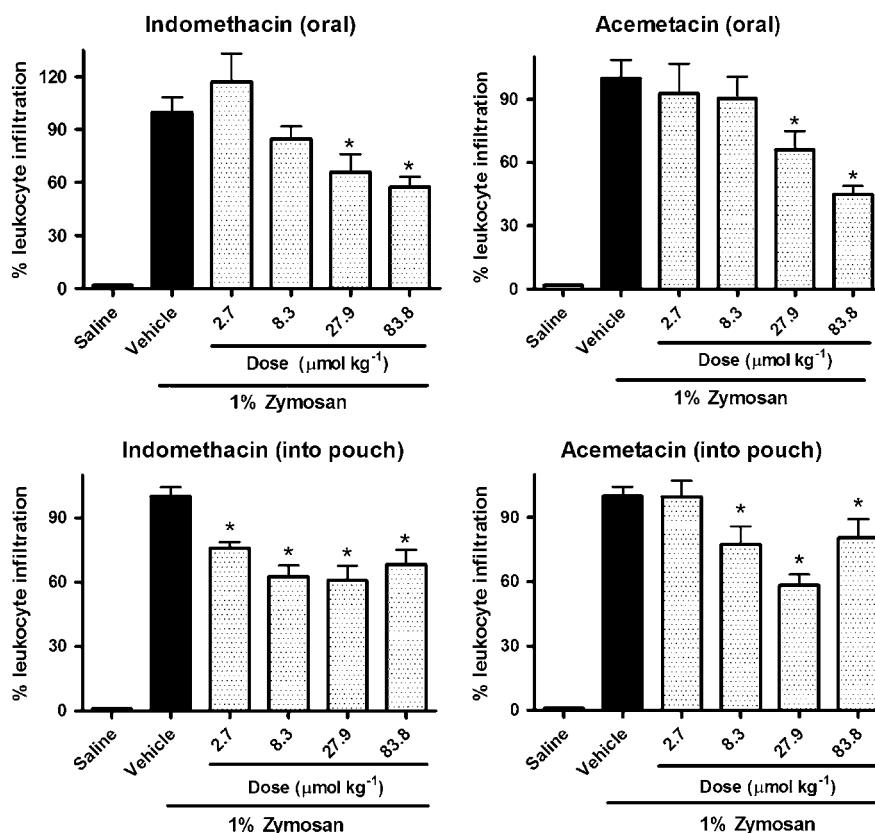 Indomethacin (oral)
% leukocyte infiltration
120
90
60
30
0
*
*
Saline
Vehicle
2.7
8.3
27.9
83.8
Dose (μmol kg⁻¹)
1% Zymosan
Acemetacin (oral)
% leukocyte infiltration
90
60
30
0
*
*
Saline
Vehicle
2.7
8.3
27.9
83.8
Dose (μmol kg⁻¹)
1% Zymosan
Indomethacin (into pouch)
% leukocyte infiltration
90
60
30
0
*
*
*
*
Saline
Vehicle
2.7
8.3
27.9
83.8
Dose (μmol kg⁻¹)
1% Zymosan
Acemetacin (into pouch)
% leukocyte infiltration
90
60
30
0
*
*
*
Saline
Vehicle
2.7
8.3
27.9
83.8
Dose (μmol kg⁻¹)
1% Zymosan